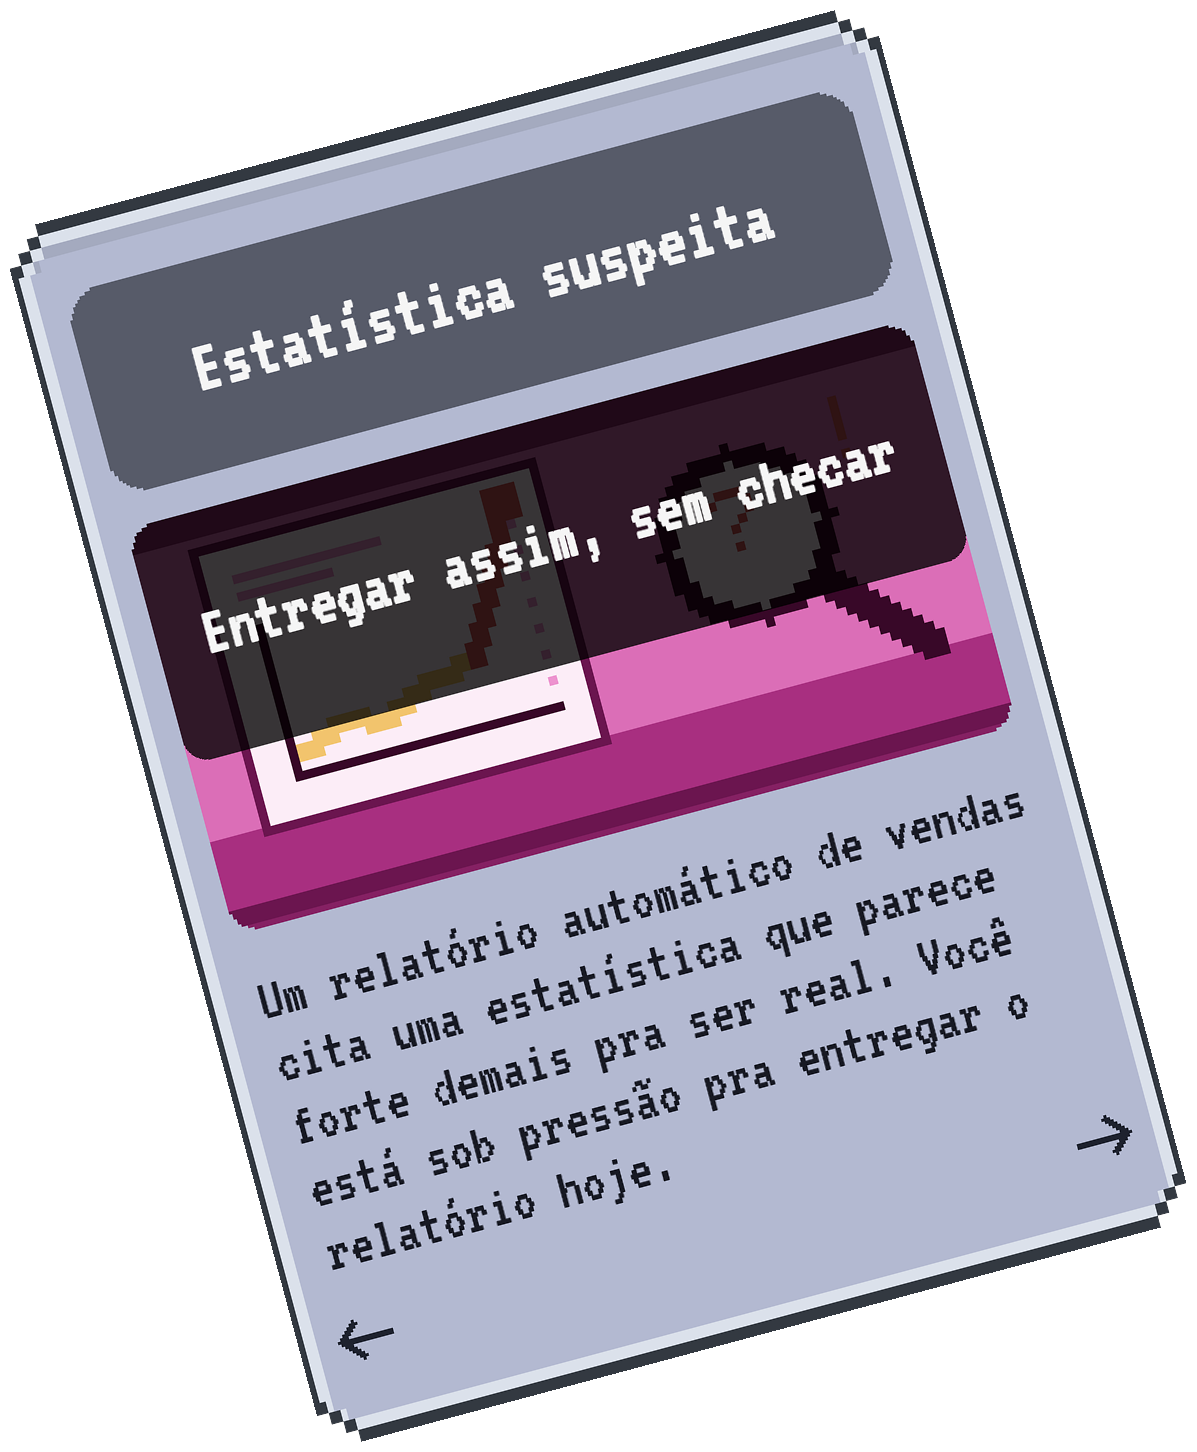 Estatística suspeita
Entregar assim, sem checar
Um relatório automático de vendas
cita uma estatística que parece
forte demais pra ser real. Você
está sob pressão pra entregar o
relatório hoje.